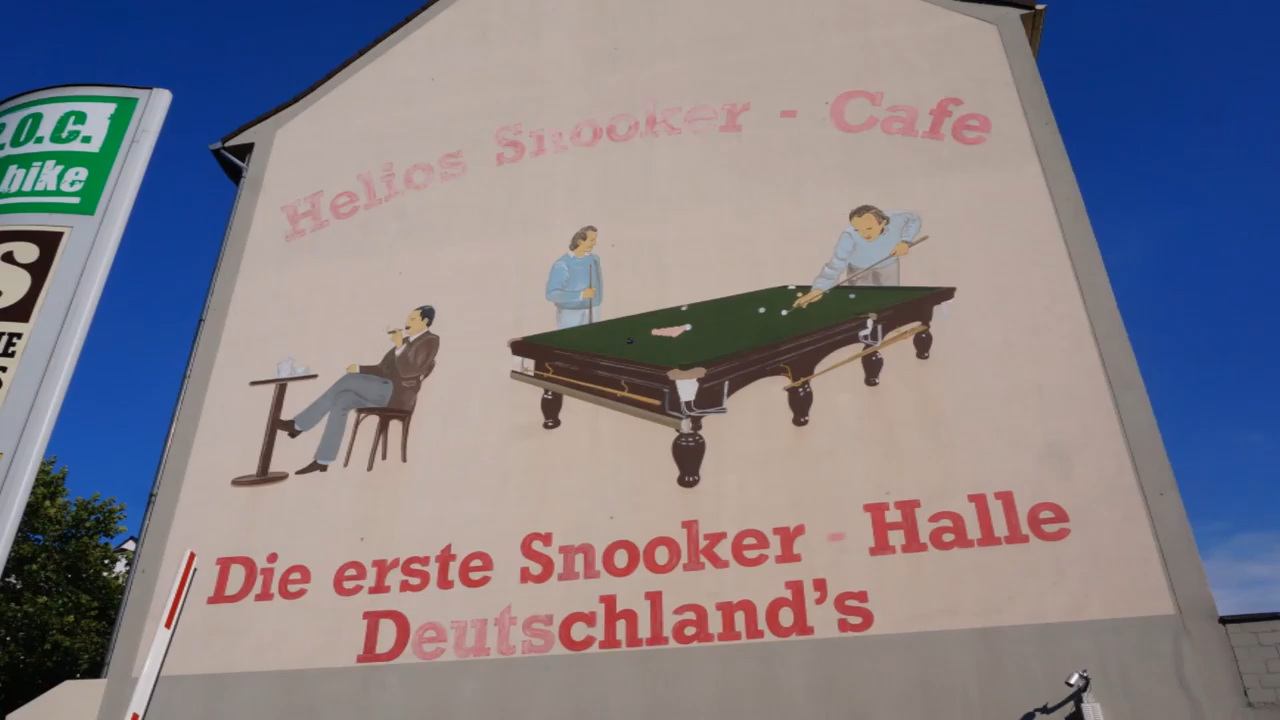 Helios Snooker - Cafe
Die erste Snooker - Halle
Deutschland's
.O.C.
bike
S